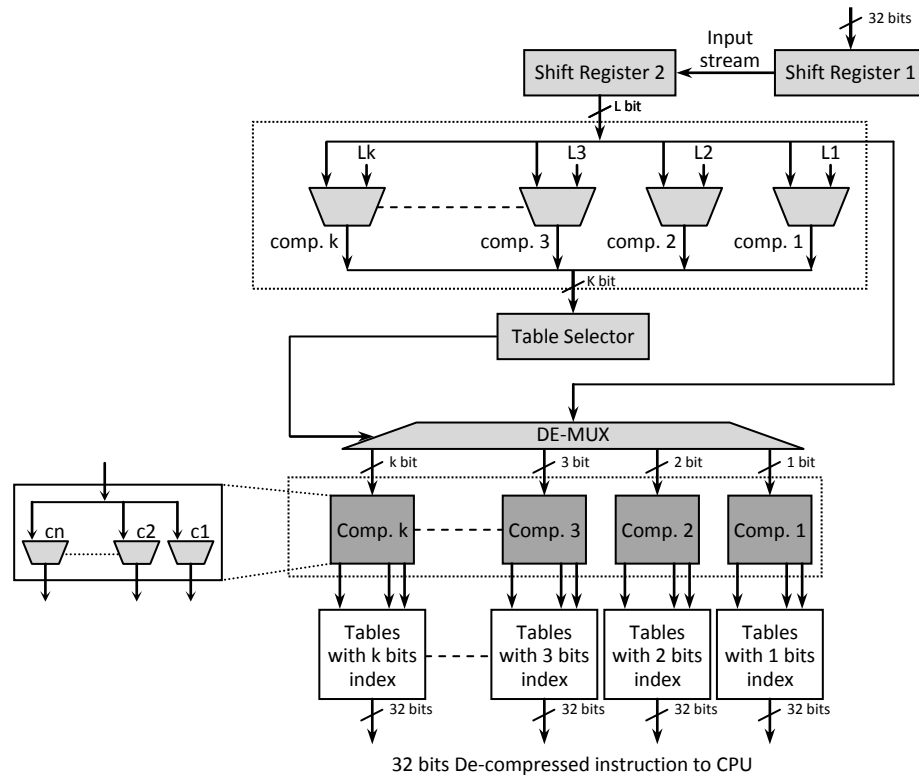 32 bits
Input
stream
Shift Register 2
Shift Register 1
L bit
Lk
L3
L2
L1
comp. k
comp. 3
comp. 2
comp. 1
K bit
Table Selector
DE-MUX
k bit
3 bit
2 bit
1 bit
cn
c2
c1
Comp. k
Comp. 3
Comp. 2
Comp. 1
Tables
with k bits
index
Tables
with 3 bits
index
Tables
with 2 bits
index
Tables
with 1 bits
index
32 bits
32 bits
32 bits
32 bits
32 bits De-compressed instruction to CPU